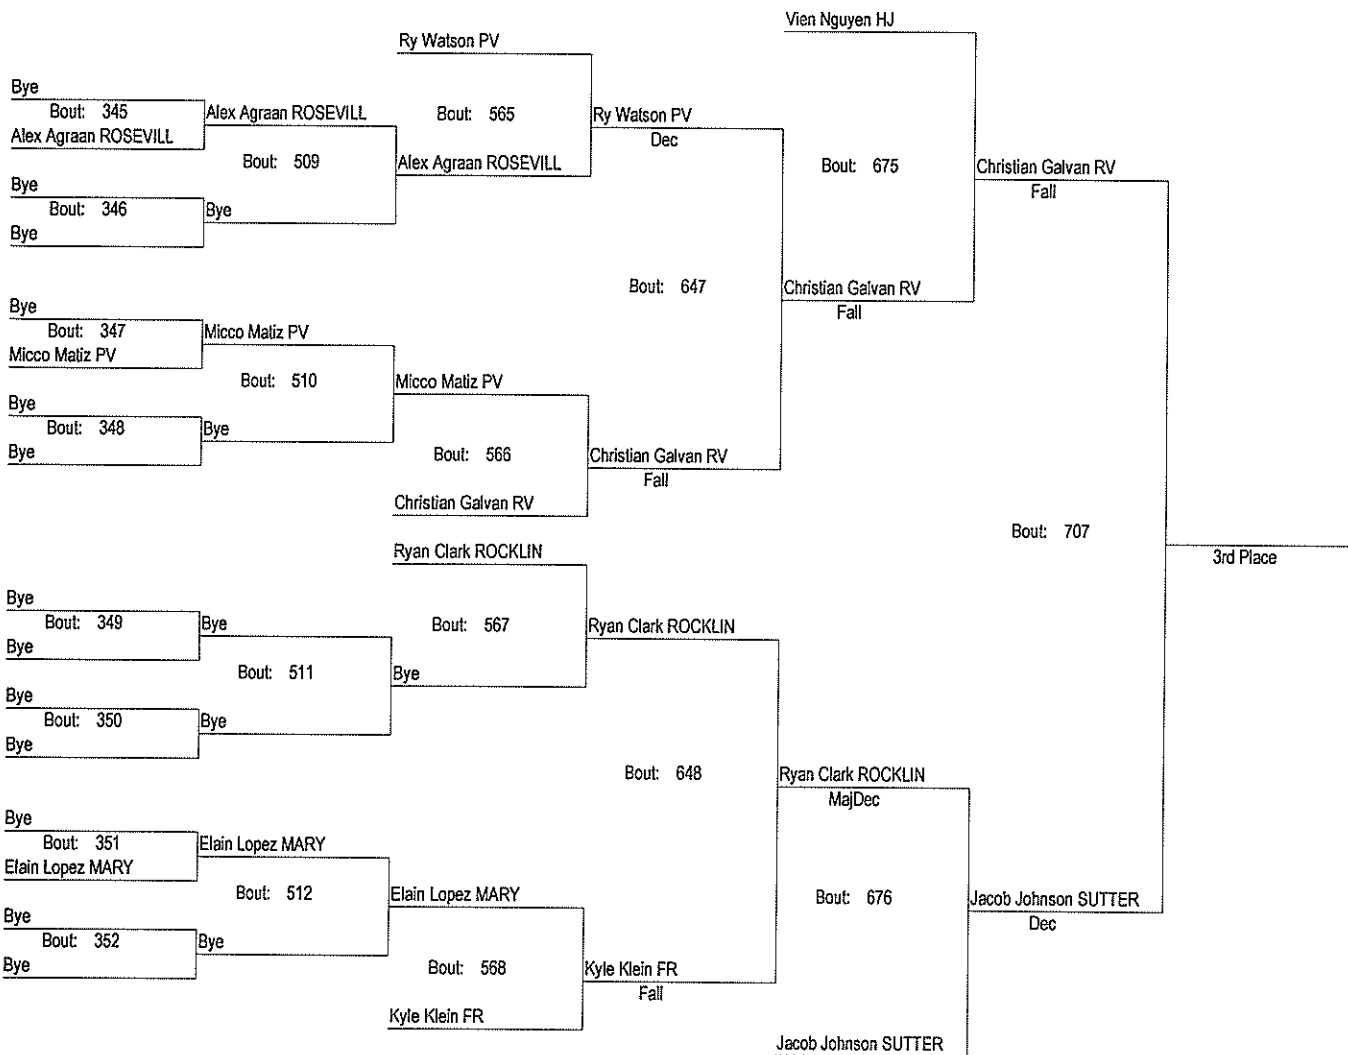 Vien Nguyen HJ
Ry Watson PV
Bye
Bout: 345
Alex Agraan ROSEVILL
Alex Agraan ROSEVILL
Bout: 565
Ry Watson PV
Dec
Bout: 509
Alex Agraan ROSEVILL
Bout: 675
Christian Galvan RV
Fall
Bye
Bout: 346
Bye
Bye
Bout: 647
Christian Galvan RV
Fall
Bye
Bout: 347
Micco Matiz PV
Micco Matiz PV
Bout: 510
Micco Matiz PV
Bye
Bout: 348
Bye
Bye
Bout: 566
Christian Galvan RV
Fall
Christian Galvan RV
Bout: 707
3rd Place
Ryan Clark ROCKLIN
Bye
Bout: 349
Bye
Bye
Bout: 567
Ryan Clark ROCKLIN
Bout: 511
Bye
Bye
Bout: 350
Bye
Bye
Bout: 648
Ryan Clark ROCKLIN
MajDec
Bye
Bout: 351
Elain Lopez MARY
Elain Lopez MARY
Bout: 512
Elain Lopez MARY
Bout: 676
Jacob Johnson SUTTER
Dec
Bye
Bout: 352
Bye
Bye
Bout: 568
Kyle Klein FR
Fall
Kyle Klein FR
Jacob Johnson SUTTER